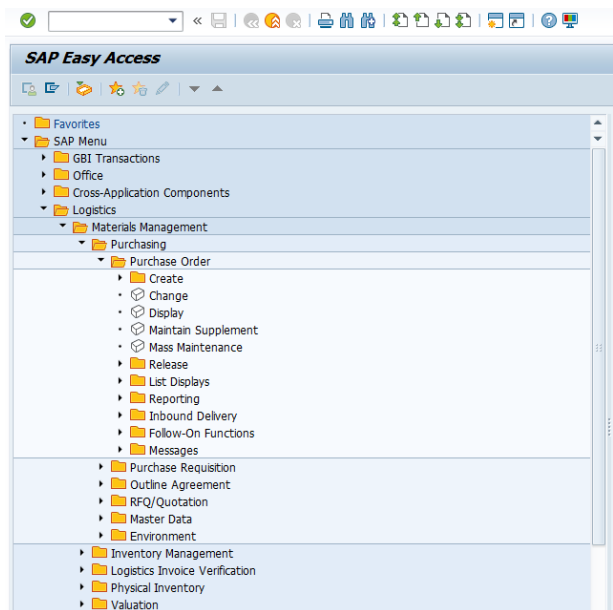 SAP Easy Access
Favorites
SAP Menu
GBI Transactions
Office
Cross-Application Components
Logistics
Materials Management
Purchasing
Purchase Order
Create
Change
Display
Maintain Supplement
Mass Maintenance
Release
List Displays
Reporting
Inbound Delivery
Follow-On Functions
Messages
Purchase Requisition
Outline Agreement
RFQ/Quotation
Master Data
Environment
Inventory Management
Logistics Invoice Verification
Physical Inventory
Valuation